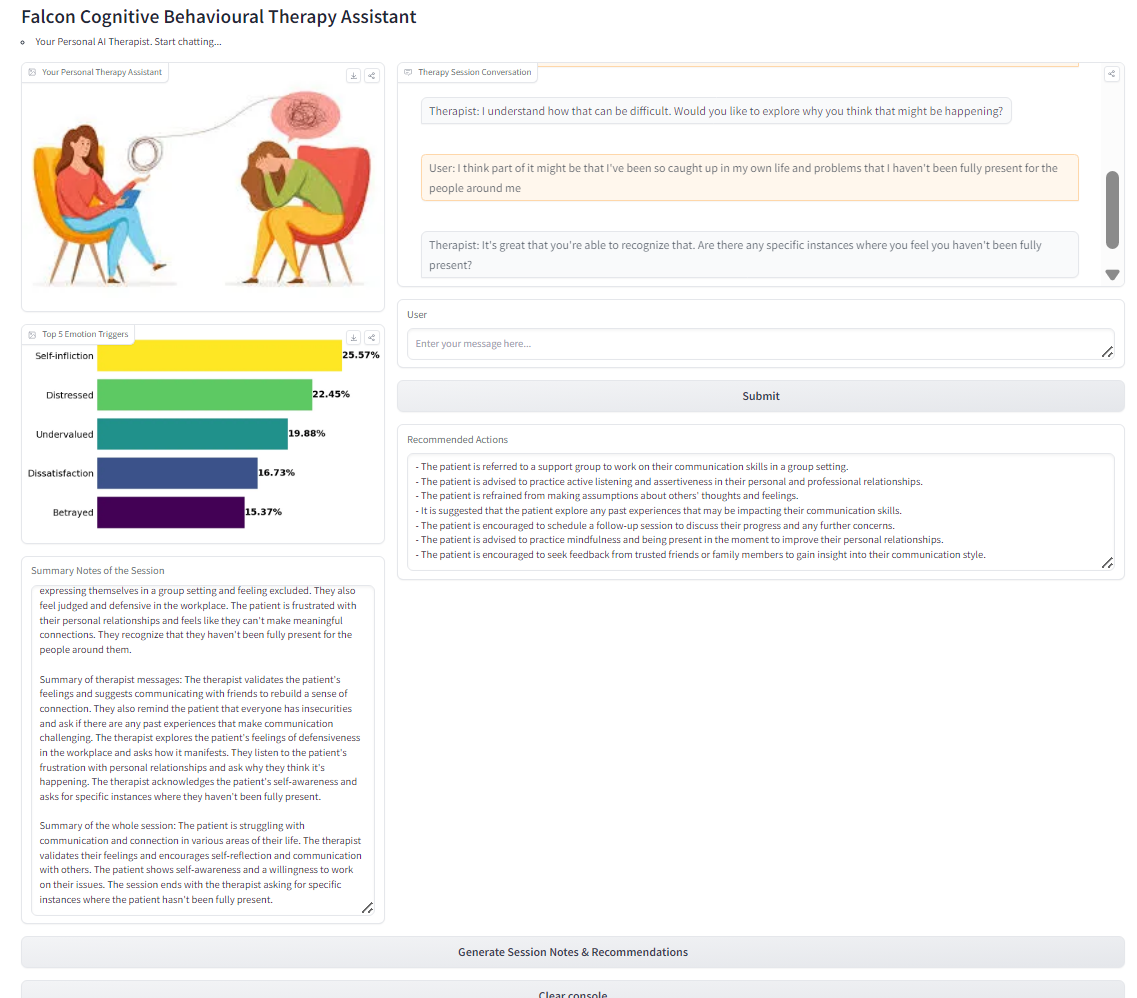 Falcon Cognitive Behavioural Therapy Assistant
Your Personal AI Therapist. Start chatting...
Your Personal Therapy Assistant
Top 5 Emotion Triggers
Self-infliction 25.57%
Distressed 22.45%
Undervalued 19.88%
Dissatisfaction 16.73%
Betrayed 15.37%
Summary Notes of the Session
expressing themselves in a group setting and feeling excluded. They also
feel judged and defensive in the workplace. The patient is frustrated with
their personal relationships and feels like they can't make meaningful
connections. They recognize that they haven't been fully present for the
people around them.
Summary of therapist messages: The therapist validates the patient's
feelings and suggests communicating with friends to rebuild a sense of
connection. They also remind the patient that everyone has insecurities
and ask if there are any past experiences that make communication
challenging. The therapist explores the patient's feelings of defensiveness
in the workplace and asks how it manifests. They listen to the patient's
frustration with personal relationships and ask why they think it's
happening. The therapist acknowledges the patient's self-awareness and
asks for specific instances where they haven't been fully present.
Summary of the whole session: The patient is struggling with
communication and connection in various areas of their life. The therapist
validates their feelings and encourages self-reflection and communication
with others. The patient shows self-awareness and a willingness to work
on their issues. The session ends with the therapist asking for specific
instances where the patient hasn't been fully present.
Therapy Session Conversation
Therapist: I understand how that can be difficult. Would you like to explore why you think that might be happening?
User: I think part of it might be that I've been so caught up in my own life and problems that I haven't been fully present for the
people around me
Therapist: It's great that you're able to recognize that. Are there any specific instances where you feel you haven't been fully
present?
User
Enter your message here...
Submit
Recommended Actions
- The patient is referred to a support group to work on their communication skills in a group setting.
- The patient is advised to practice active listening and assertiveness in their personal and professional relationships.
- The patient is refrained from making assumptions about others' thoughts and feelings.
- It is suggested that the patient explore any past experiences that may be impacting their communication skills.
- The patient is encouraged to schedule a follow-up session to discuss their progress and any further concerns.
- The patient is advised to practice mindfulness and being present in the moment to improve their personal relationships.
- The patient is encouraged to seek feedback from trusted friends or family members to gain insight into their communication style.
Generate Session Notes & Recommendations
Clear console